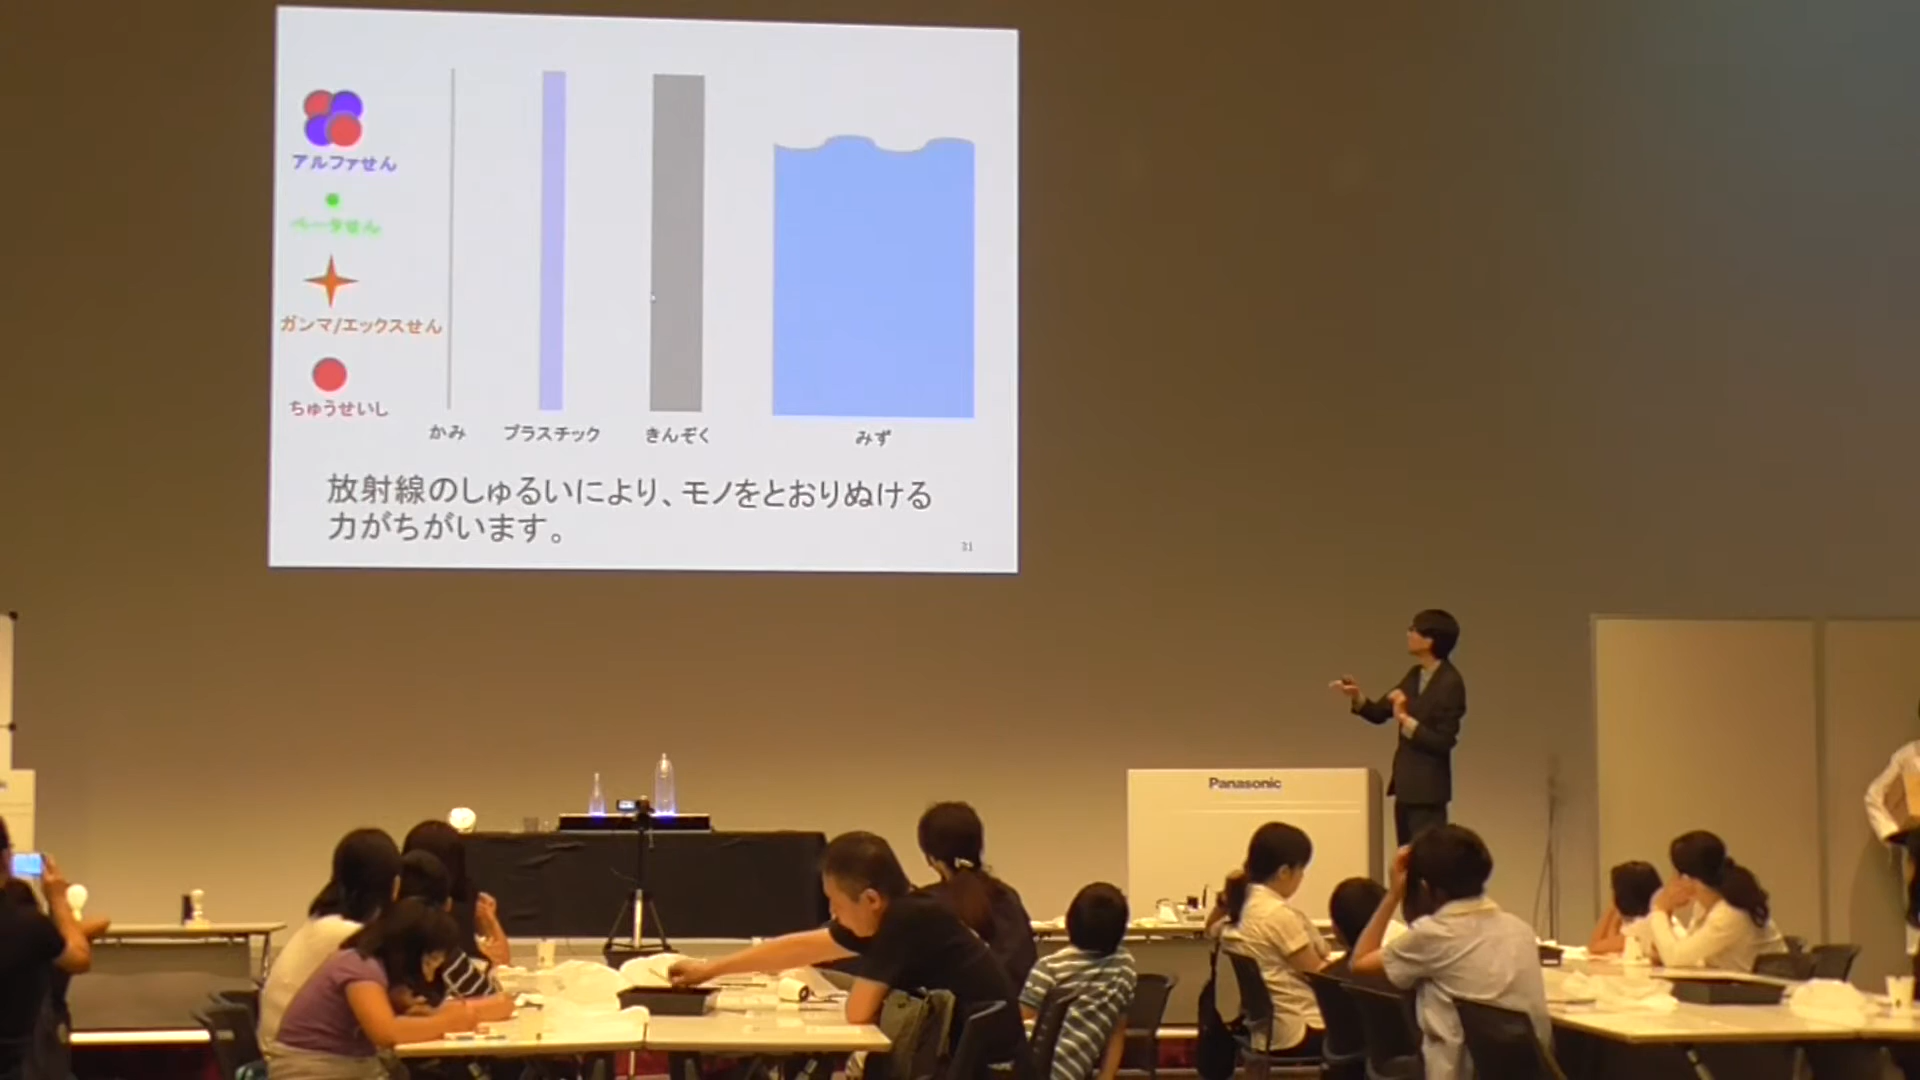 アルファせん
ベータせん
ガンマ/エックスせん
ちゅうせいし
かみ
プラスチック
きんぞく
みず
放射線のしゅるいにより、モノをとおりぬける
力がちがいます。
31
Panasonic